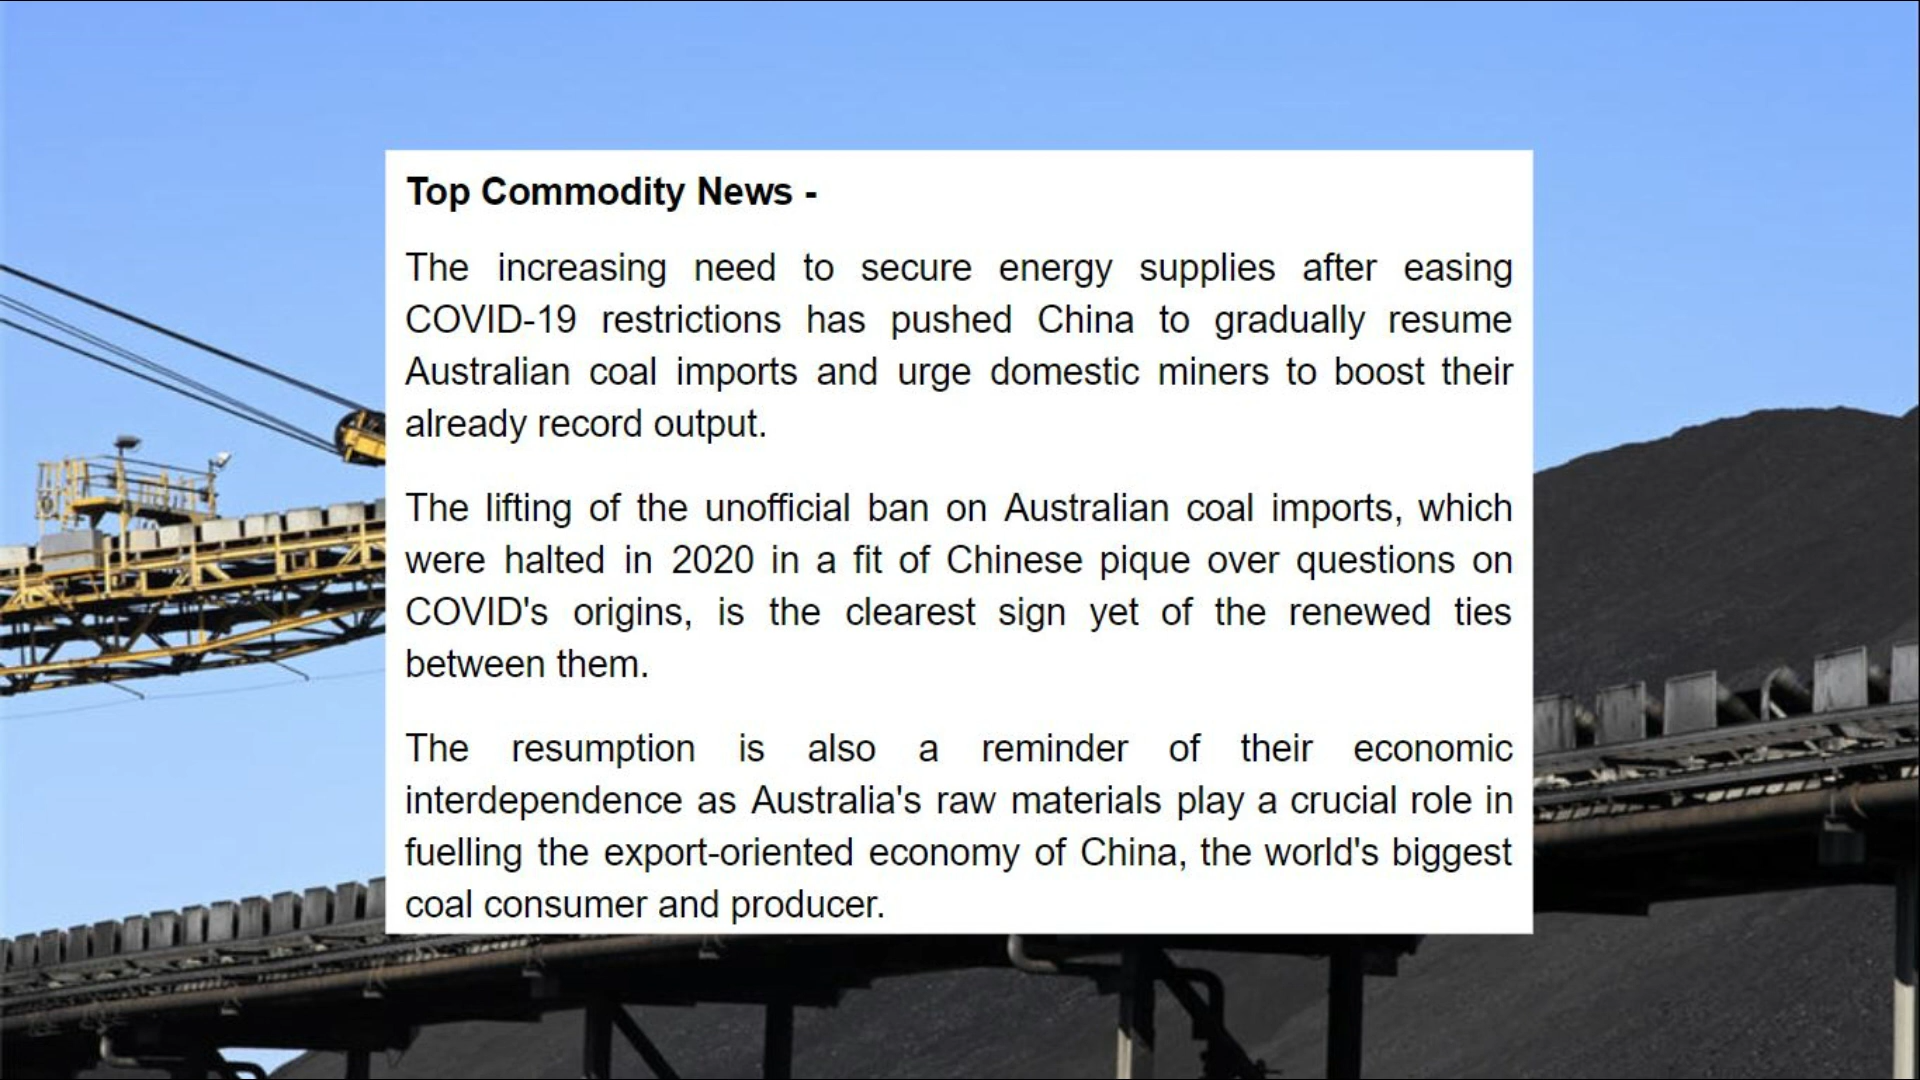 Top Commodity News -
The increasing need to secure energy supplies after easing
COVID-19 restrictions has pushed China to gradually resume
Australian coal imports and urge domestic miners to boost their
already record output.
The lifting of the unofficial ban on Australian coal imports, which
were halted in 2020 in a fit of Chinese pique over questions on
COVID's origins, is the clearest sign yet of the renewed ties
between them.
The resumption is also a reminder of their economic
interdependence as Australia's raw materials play a crucial role in
fuelling the export-oriented economy of China, the world's biggest
coal consumer and producer.